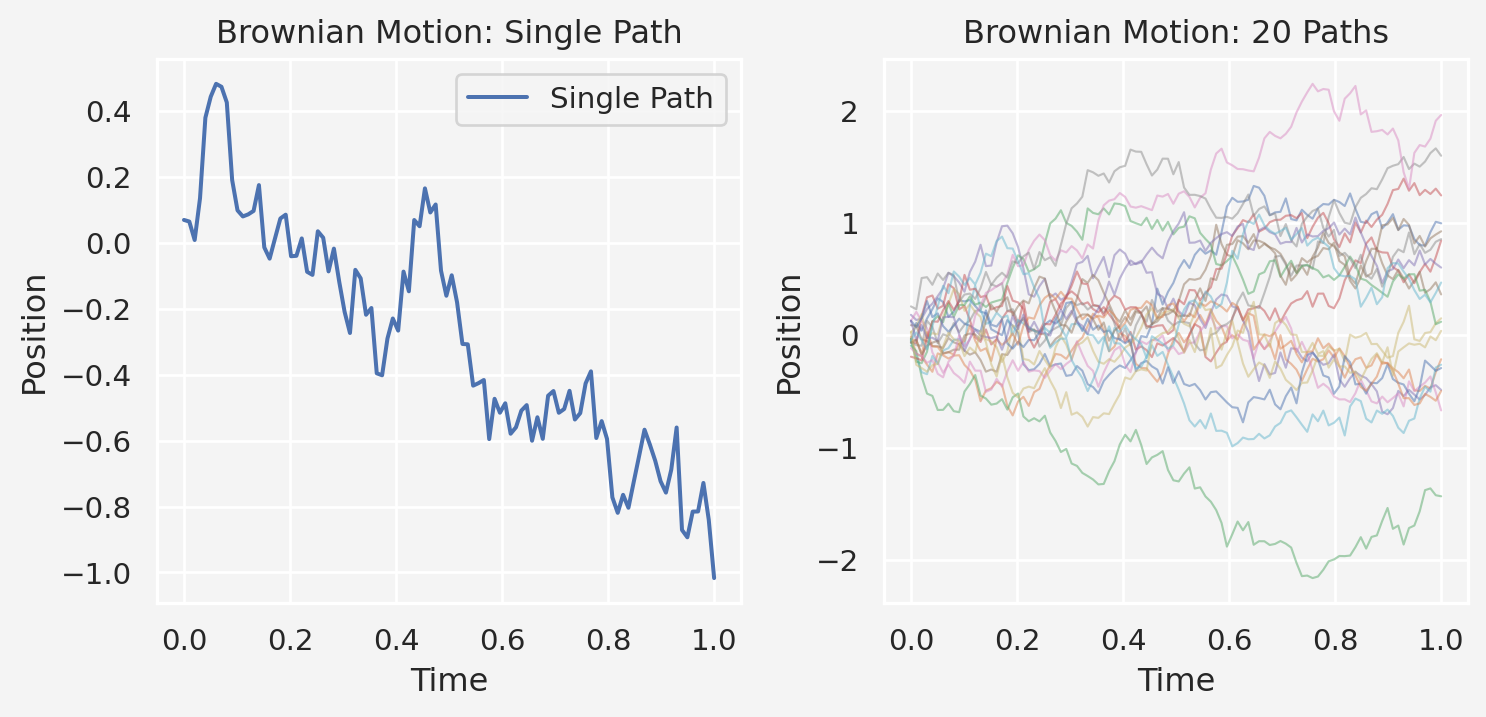 Brownian Motion: Single Path
Single Path
0.4
0.2
0.0
−0.2
−0.4
−0.6
−0.8
−1.0
Position
0.0 0.2 0.4 0.6 0.8 1.0
Time
Brownian Motion: 20 Paths
2
1
0
−1
−2
Position
0.0 0.2 0.4 0.6 0.8 1.0
Time